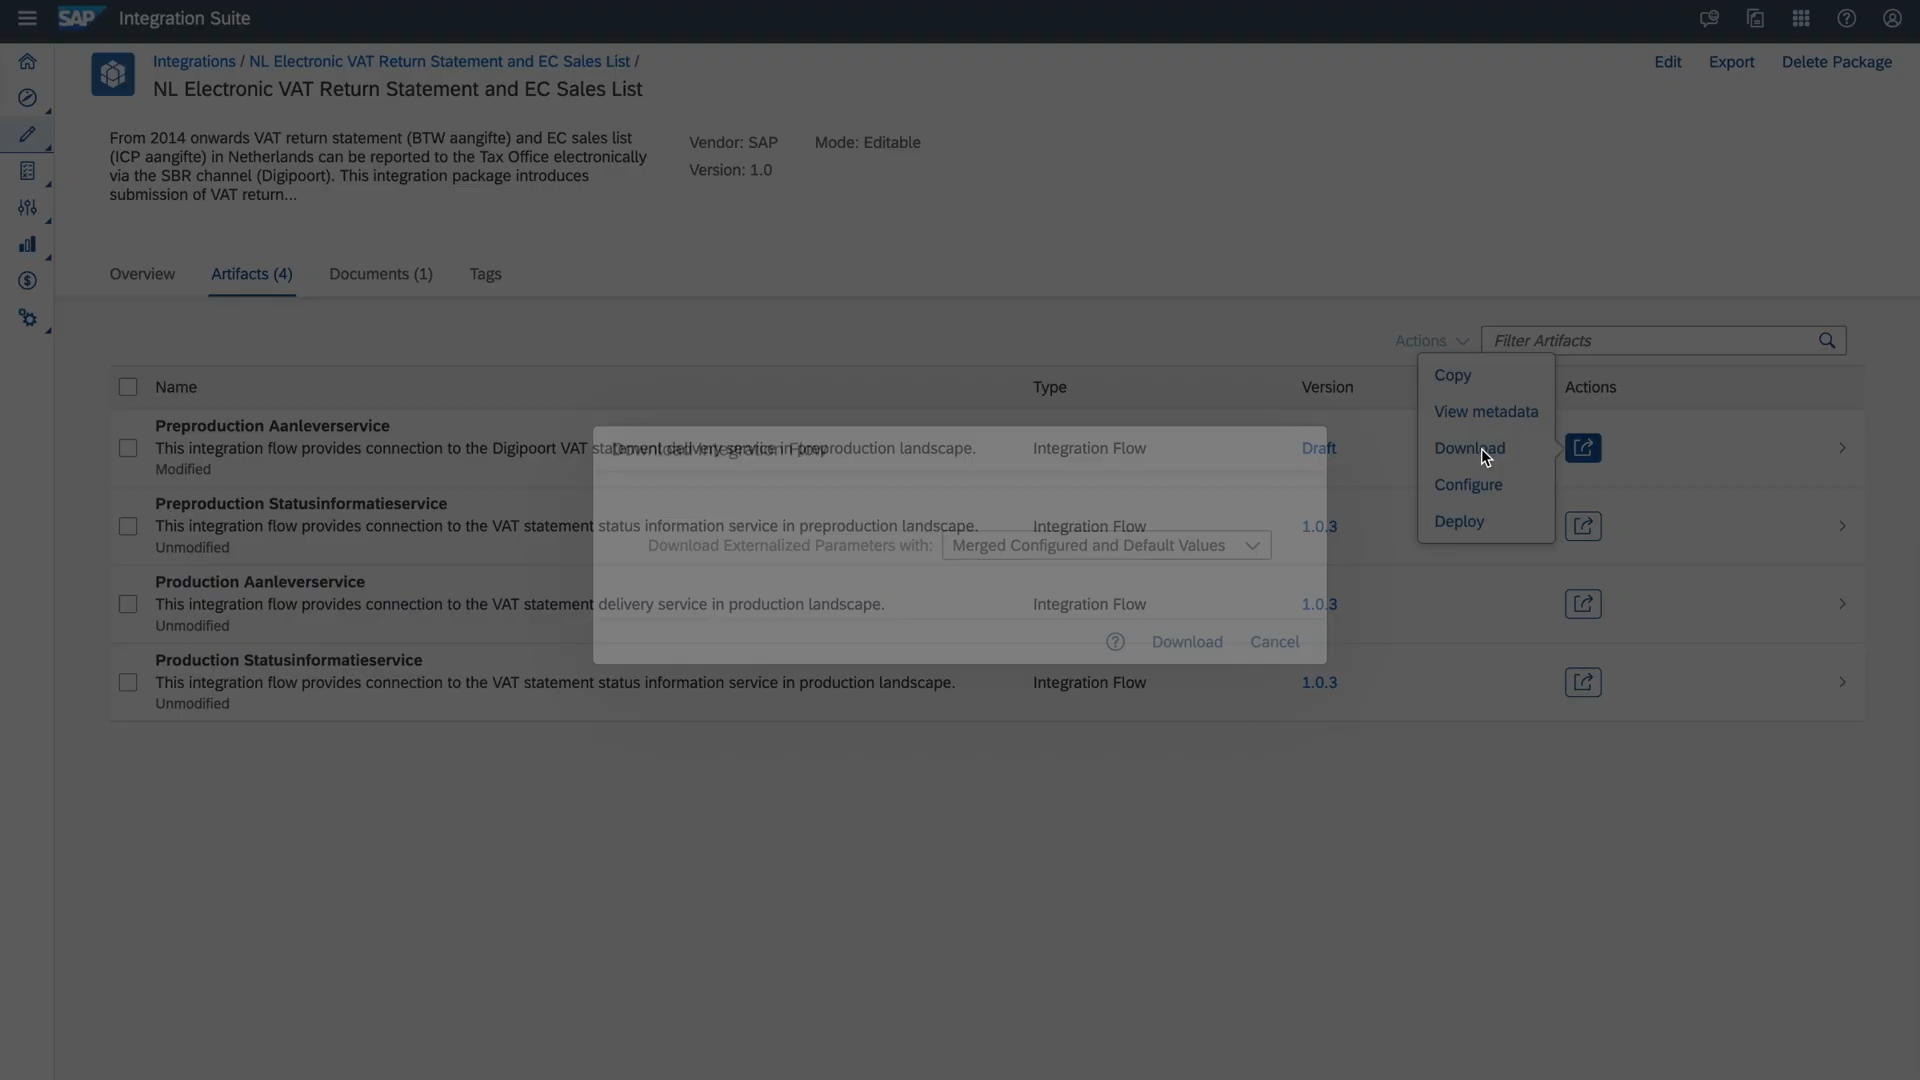 SAP Integration Suite
Integrations / NL Electronic VAT Return Statement and EC Sales List /
NL Electronic VAT Return Statement and EC Sales List
Edit Export Delete Package
From 2014 onwards VAT return statement (BTW aangifte) and EC sales list
(ICP aangifte) in Netherlands can be reported to the Tax Office electronically
via the SBR channel (Digipoort). This integration package introduces
submission of VAT return...
Vendor: SAP Mode: Editable
Version: 1.0
Overview Artifacts (4) Documents (1) Tags
Actions Filter Artifacts
Name Type Version Actions
Copy
View metadata
Download
Configure
Deploy
Preproduction Aanleverservice
This integration flow provides connection to the Digipoort VAT statement delivery service in preproduction landscape. Integration Flow Draft
Modified
Download Integration Flow
Preproduction Statusinformatieservice
This integration flow provides connection to the VAT statement status information service in preproduction landscape. Integration Flow 1.0.3
Unmodified
Download Externalized Parameters with: Merged Configured and Default Values
Production Aanleverservice
This integration flow provides connection to the VAT statement delivery service in production landscape. Integration Flow 1.0.3
Unmodified
Download Cancel
Production Statusinformatieservice
This integration flow provides connection to the VAT statement status information service in production landscape. Integration Flow 1.0.3
Unmodified